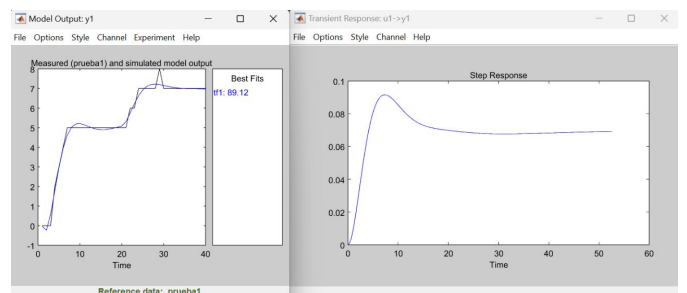 Model Output: y1
File Options Style Channel Experiment Help
Measured (prueba1) and simulated model output
8
7
6
5
4
3
2
1
0
-1
0 10 20 30 40
Time
Best Fits
tf1: 89.12
Reference data: prueba1
Transient Response: u1->y1
File Options Style Channel Help
Step Response
0.1
0.08
0.06
0.04
0.02
0
0 10 20 30 40 50 60
Time